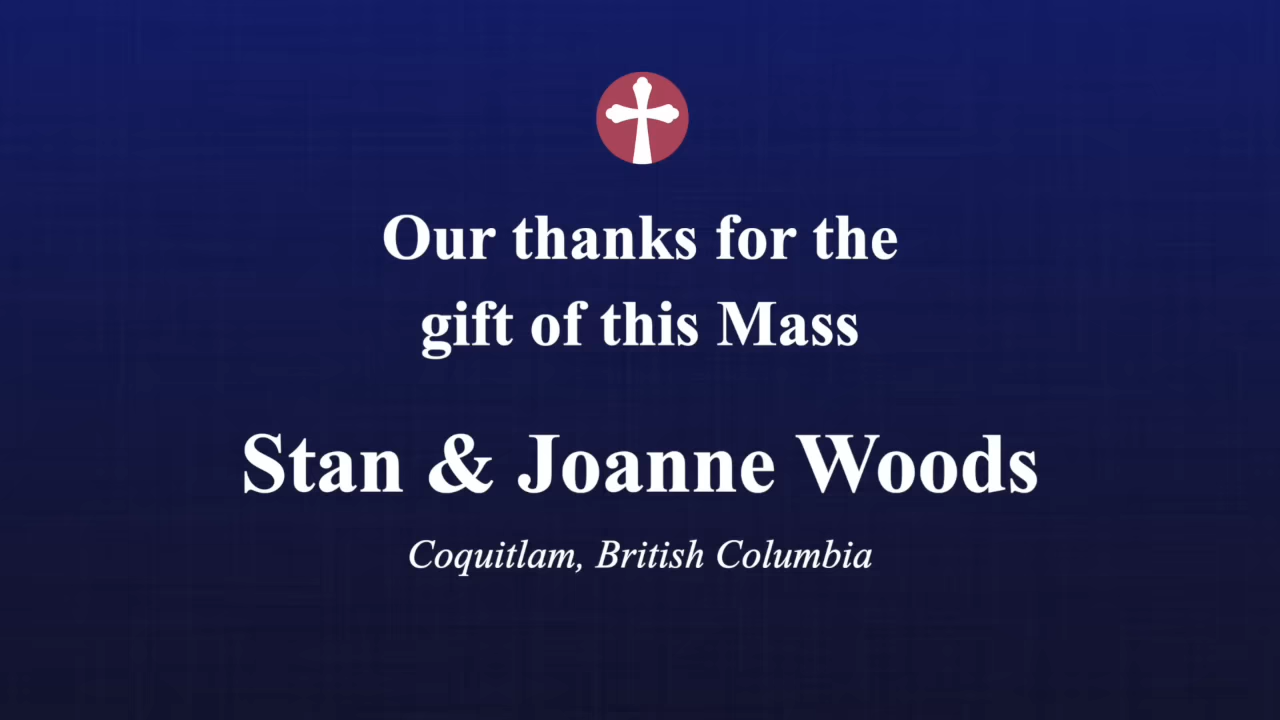 Our thanks for the
gift of this Mass
Stan & Joanne Woods
Coquitlam, British Columbia